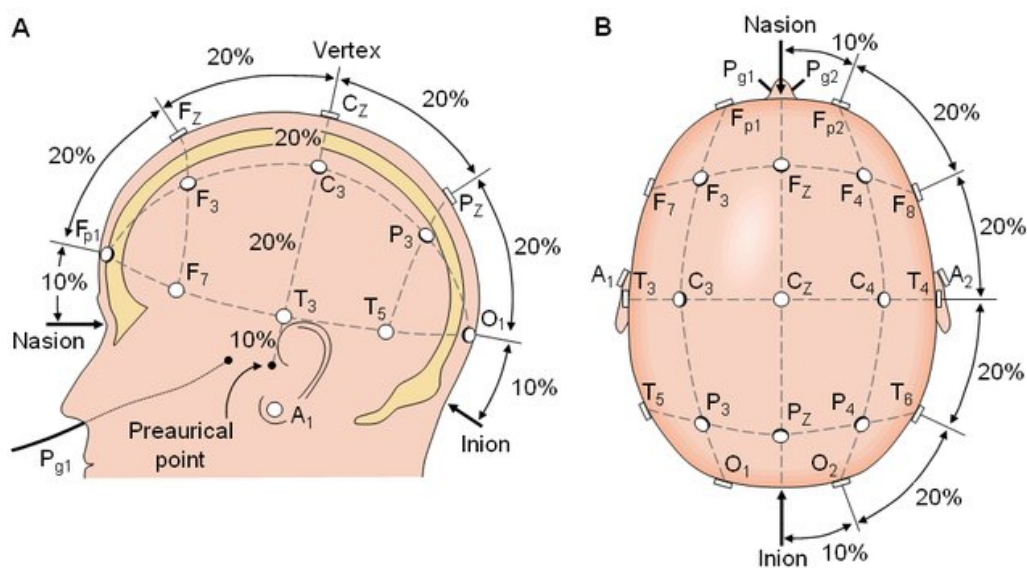 A
Vertex
20%
CZ
20%
FZ
20%
20%
C3
20%
F3
PZ
P3
Fp1
20%
20%
F7
10%
T3
T5
O1
Nasion
10%
10%
A1
Preaurical
point
Inion
Pg1
B
Nasion
10%
Pg1
Pg2
Fp1
Fp2
20%
FZ
F7
F3
F4
F8
20%
A1
T3
C3
CZ
C4
T4
A2
20%
T5
P3
PZ
P4
T6
O1
O2
20%
Inion
10%